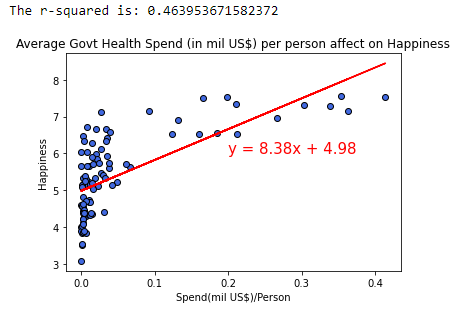 The r-squared is: 0.463953671582372
Average Govt Health Spend (in mil US$) per person affect on Happiness
8
7
6
5
4
3
Happiness
y = 8.38x + 4.98
0.0 0.1 0.2 0.3 0.4
Spend(mil US$)/Person